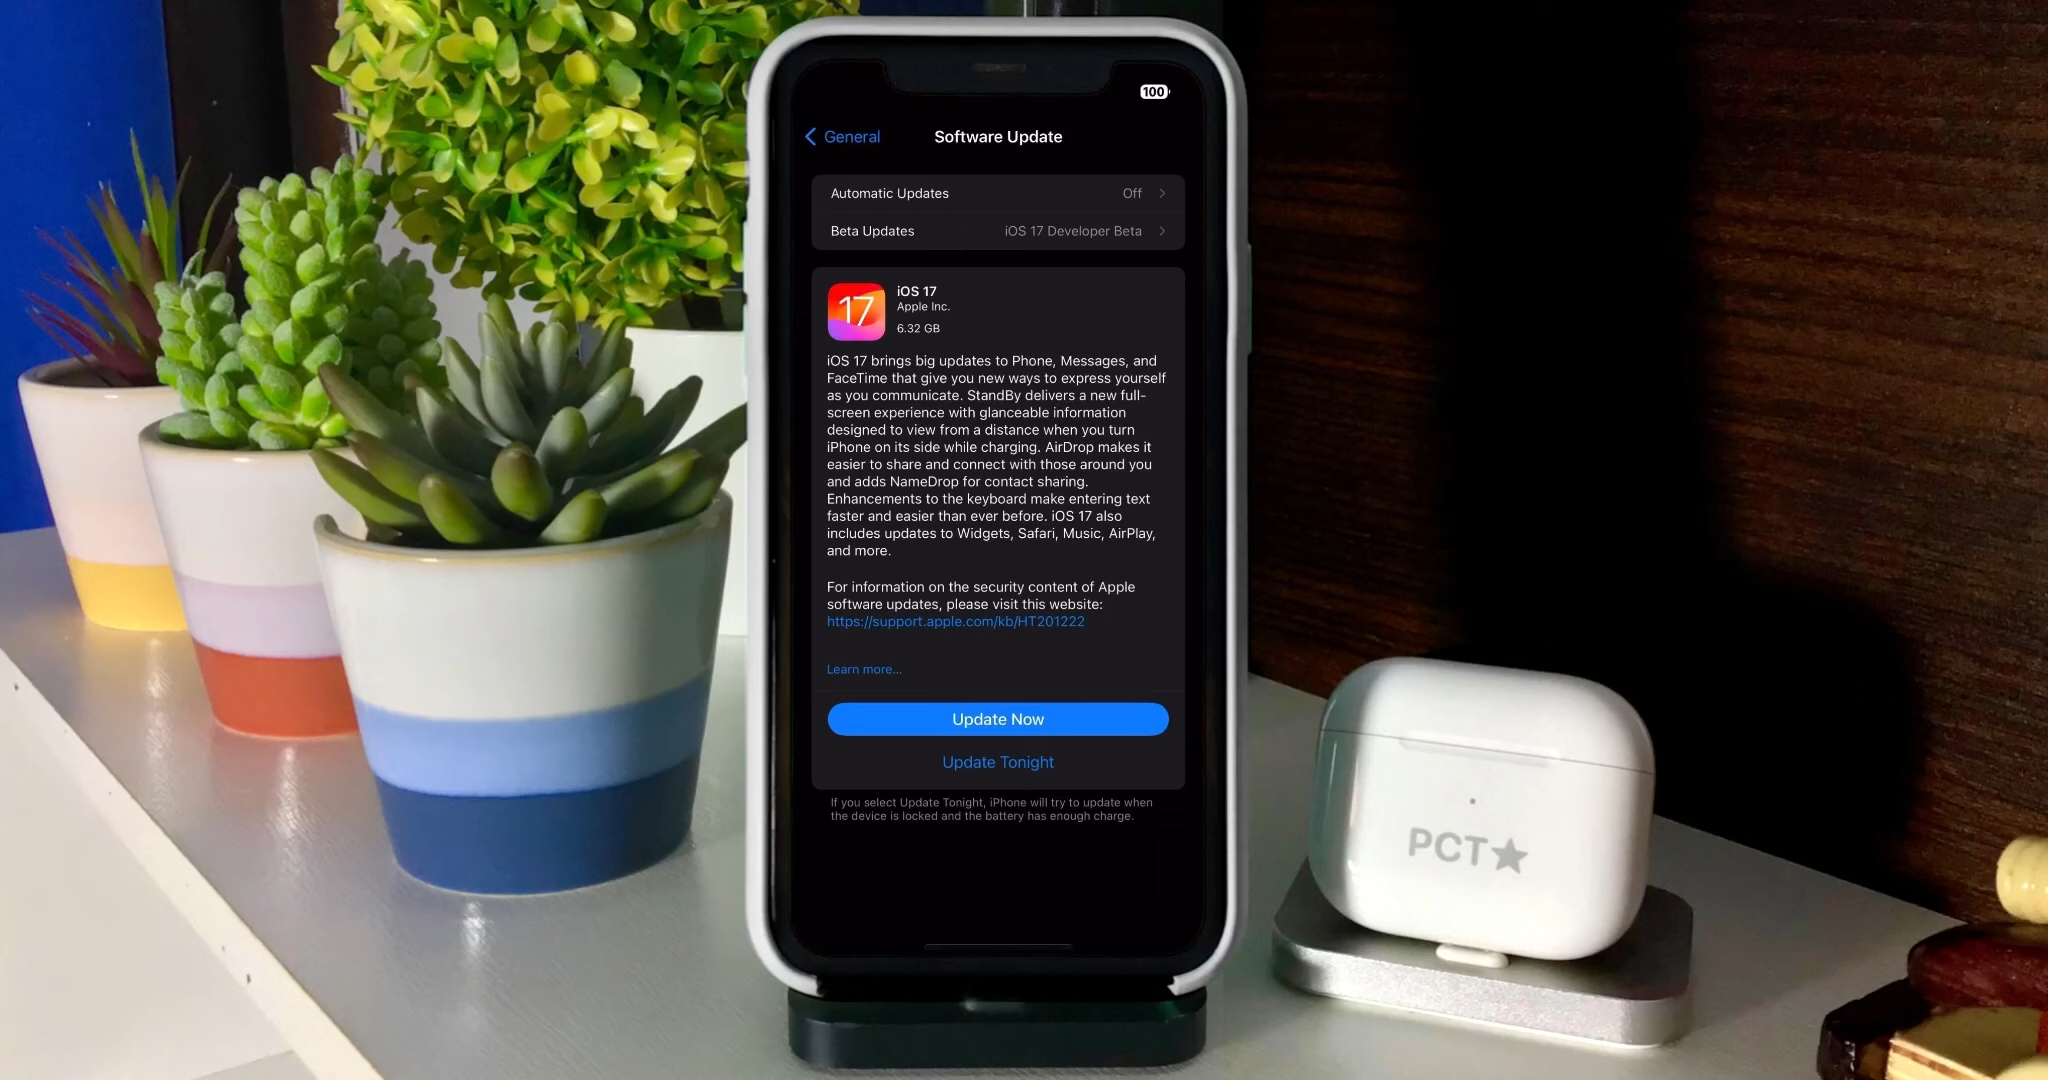 100
General
Software Update
Automatic Updates Off
Beta Updates iOS 17 Developer Beta
17
iOS 17
Apple Inc.
6.32 GB
iOS 17 brings big updates to Phone, Messages, and
FaceTime that give you new ways to express yourself
as you communicate. StandBy delivers a new full-
screen experience with glanceable information
designed to view from a distance when you turn
iPhone on its side while charging. AirDrop makes it
easier to share and connect with those around you
and adds NameDrop for contact sharing.
Enhancements to the keyboard make entering text
faster and easier than ever before. iOS 17 also
includes updates to Widgets, Safari, Music, AirPlay,
and more.
For information on the security content of Apple
software updates, please visit this website:
https://support.apple.com/kb/HT201222
Learn more...
Update Now
Update Tonight
If you select Update Tonight, iPhone will try to update when
the device is locked and the battery has enough charge.
PCT★